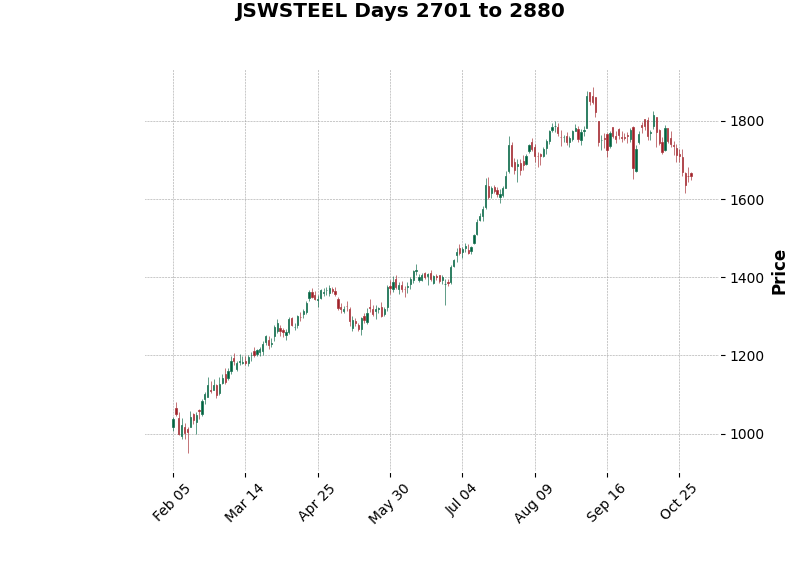 JSWSTEEL Days 2701 to 2880
1800
1600
1400
1200
1000
Price
Feb 05
Mar 14
Apr 25
May 30
Jul 04
Aug 09
Sep 16
Oct 25